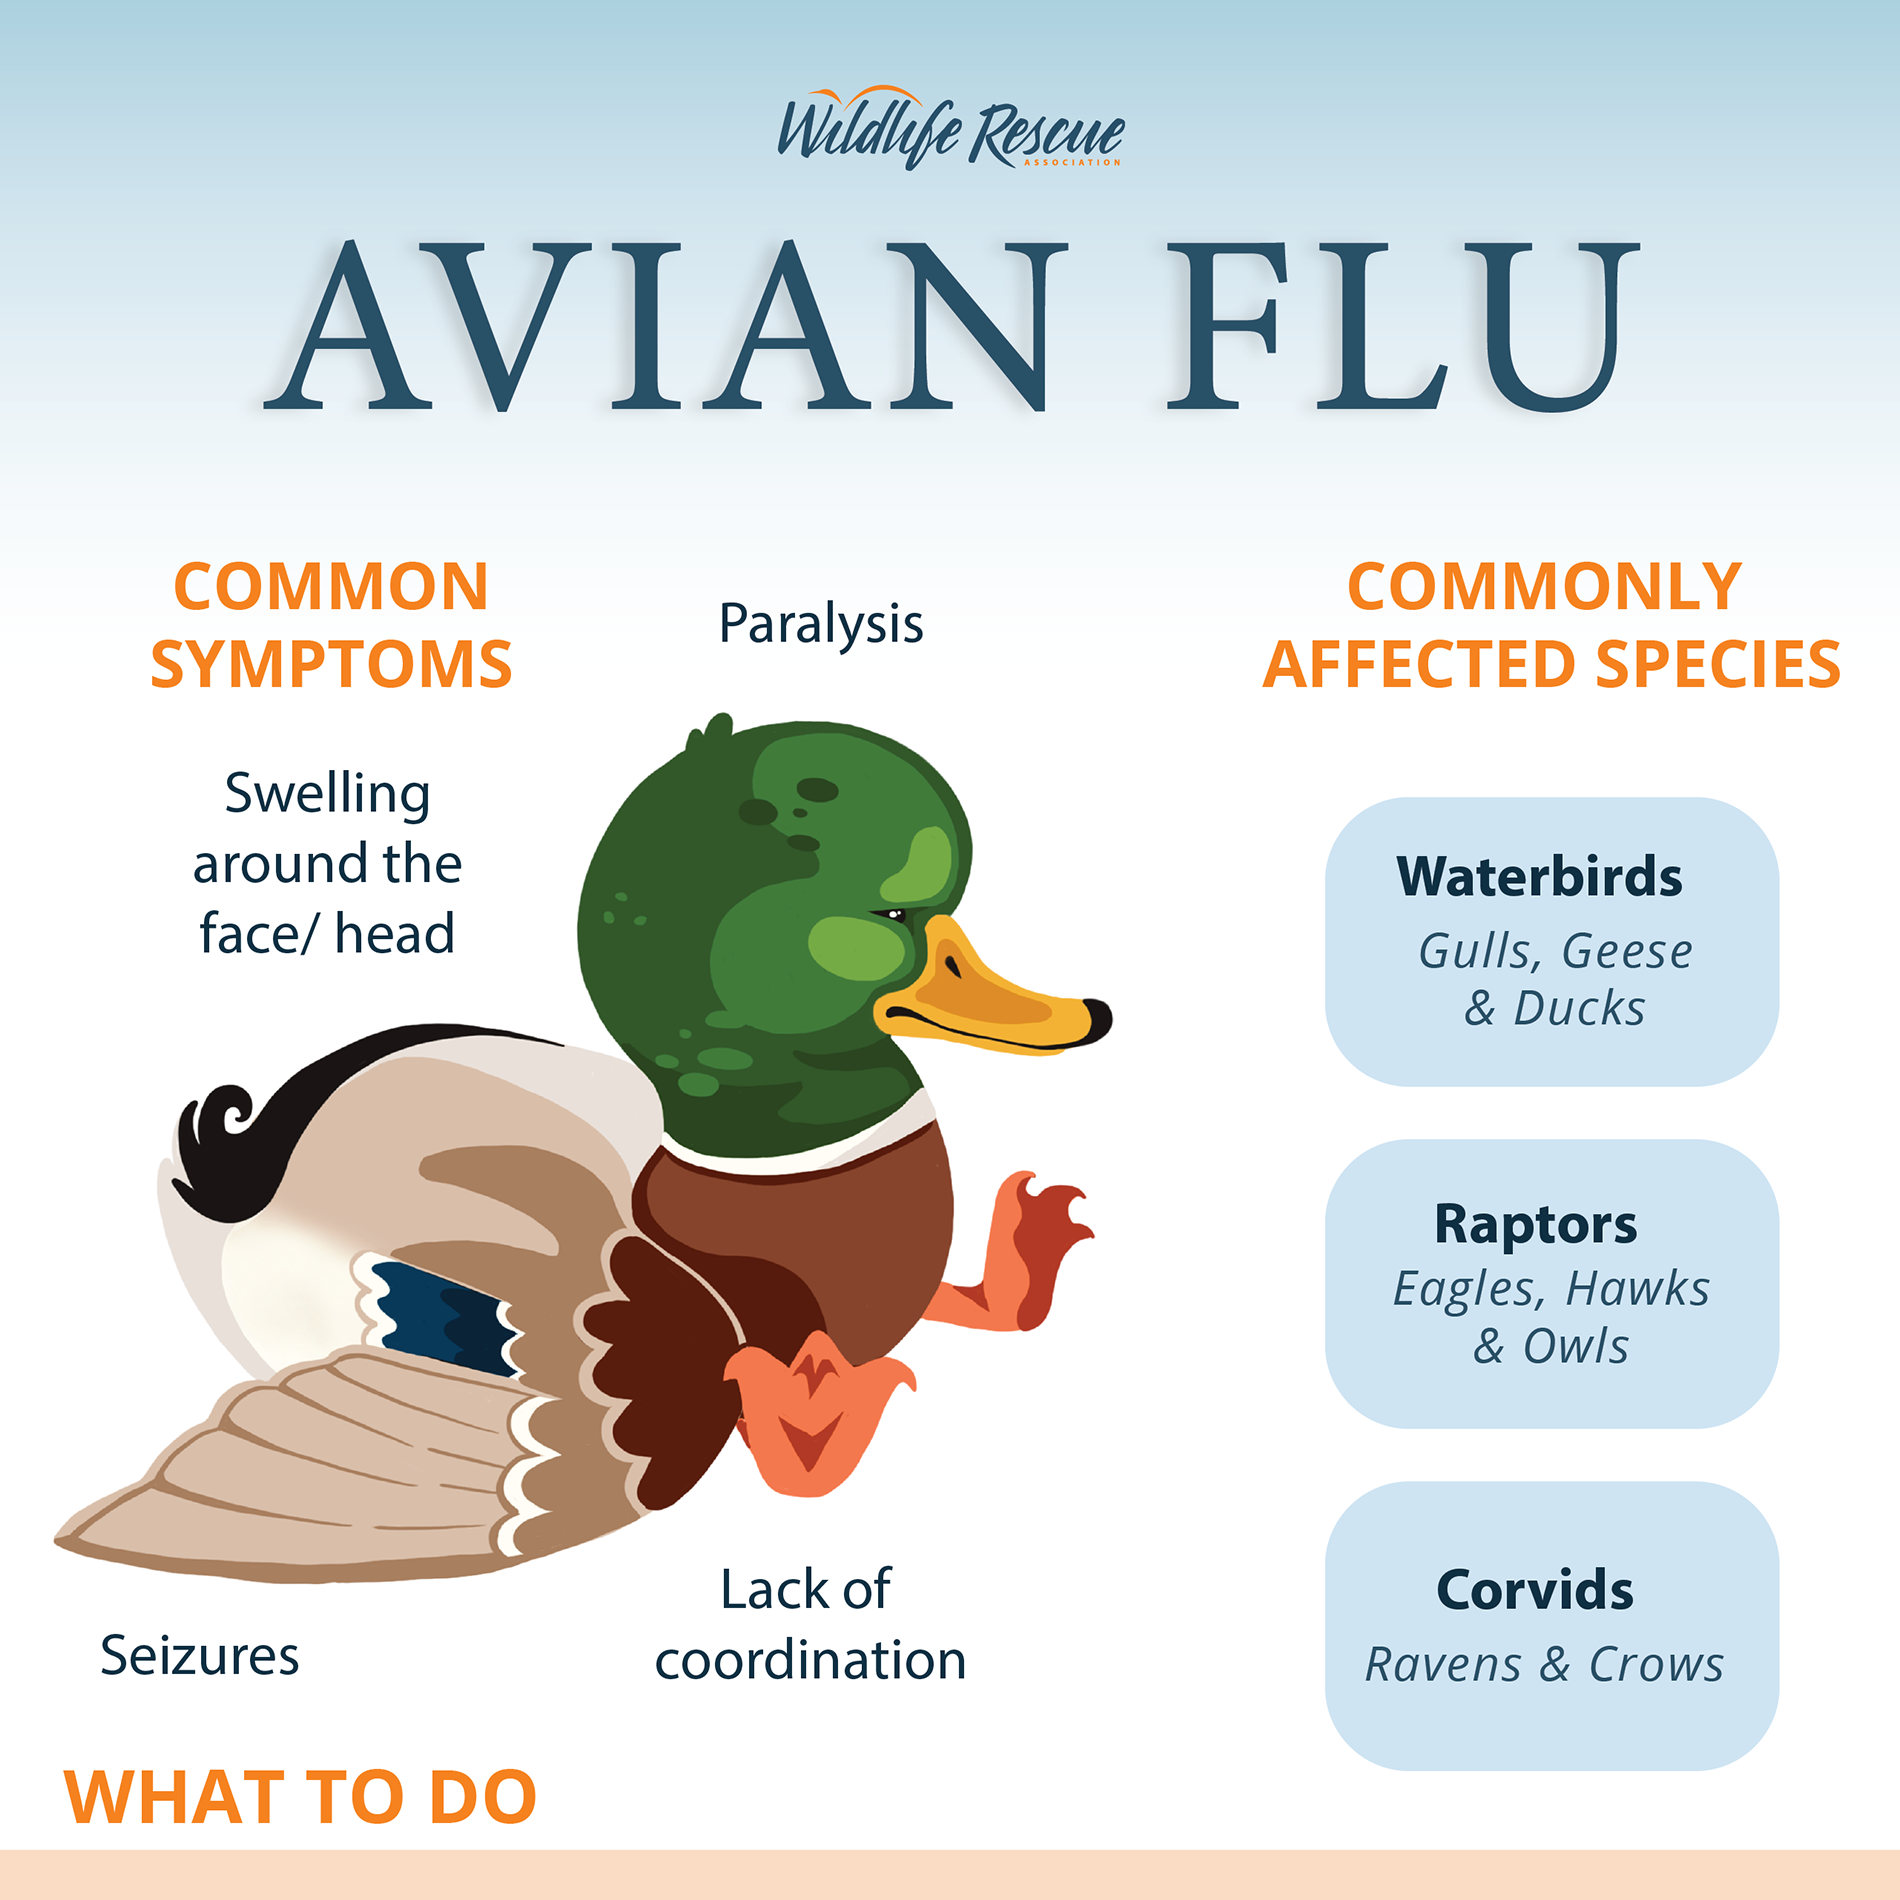 Wildlife Rescue
ASSOCIATION
AVIAN FLU
COMMON
SYMPTOMS
Swelling
around the
face/ head
Paralysis
Seizures
Lack of
coordination
COMMONLY
AFFECTED SPECIES
Waterbirds
Gulls, Geese
& Ducks
Raptors
Eagles, Hawks
& Owls
Corvids
Ravens & Crows
WHAT TO DO